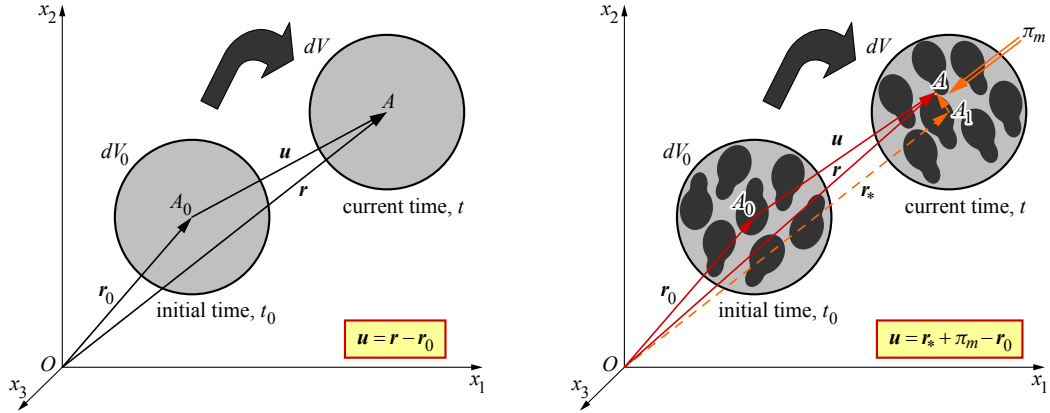 x₂
dV
A
dV₀
u
r
A₀
current time, t
r₀
initial time, t₀
u = r – r₀
O
x₃
x₁
x₂
dV
πₘ
A
A₁
dV₀
u
r
r*
A₀
current time, t
r₀
initial time, t₀
u = r* + πₘ – r₀
O
x₃
x₁